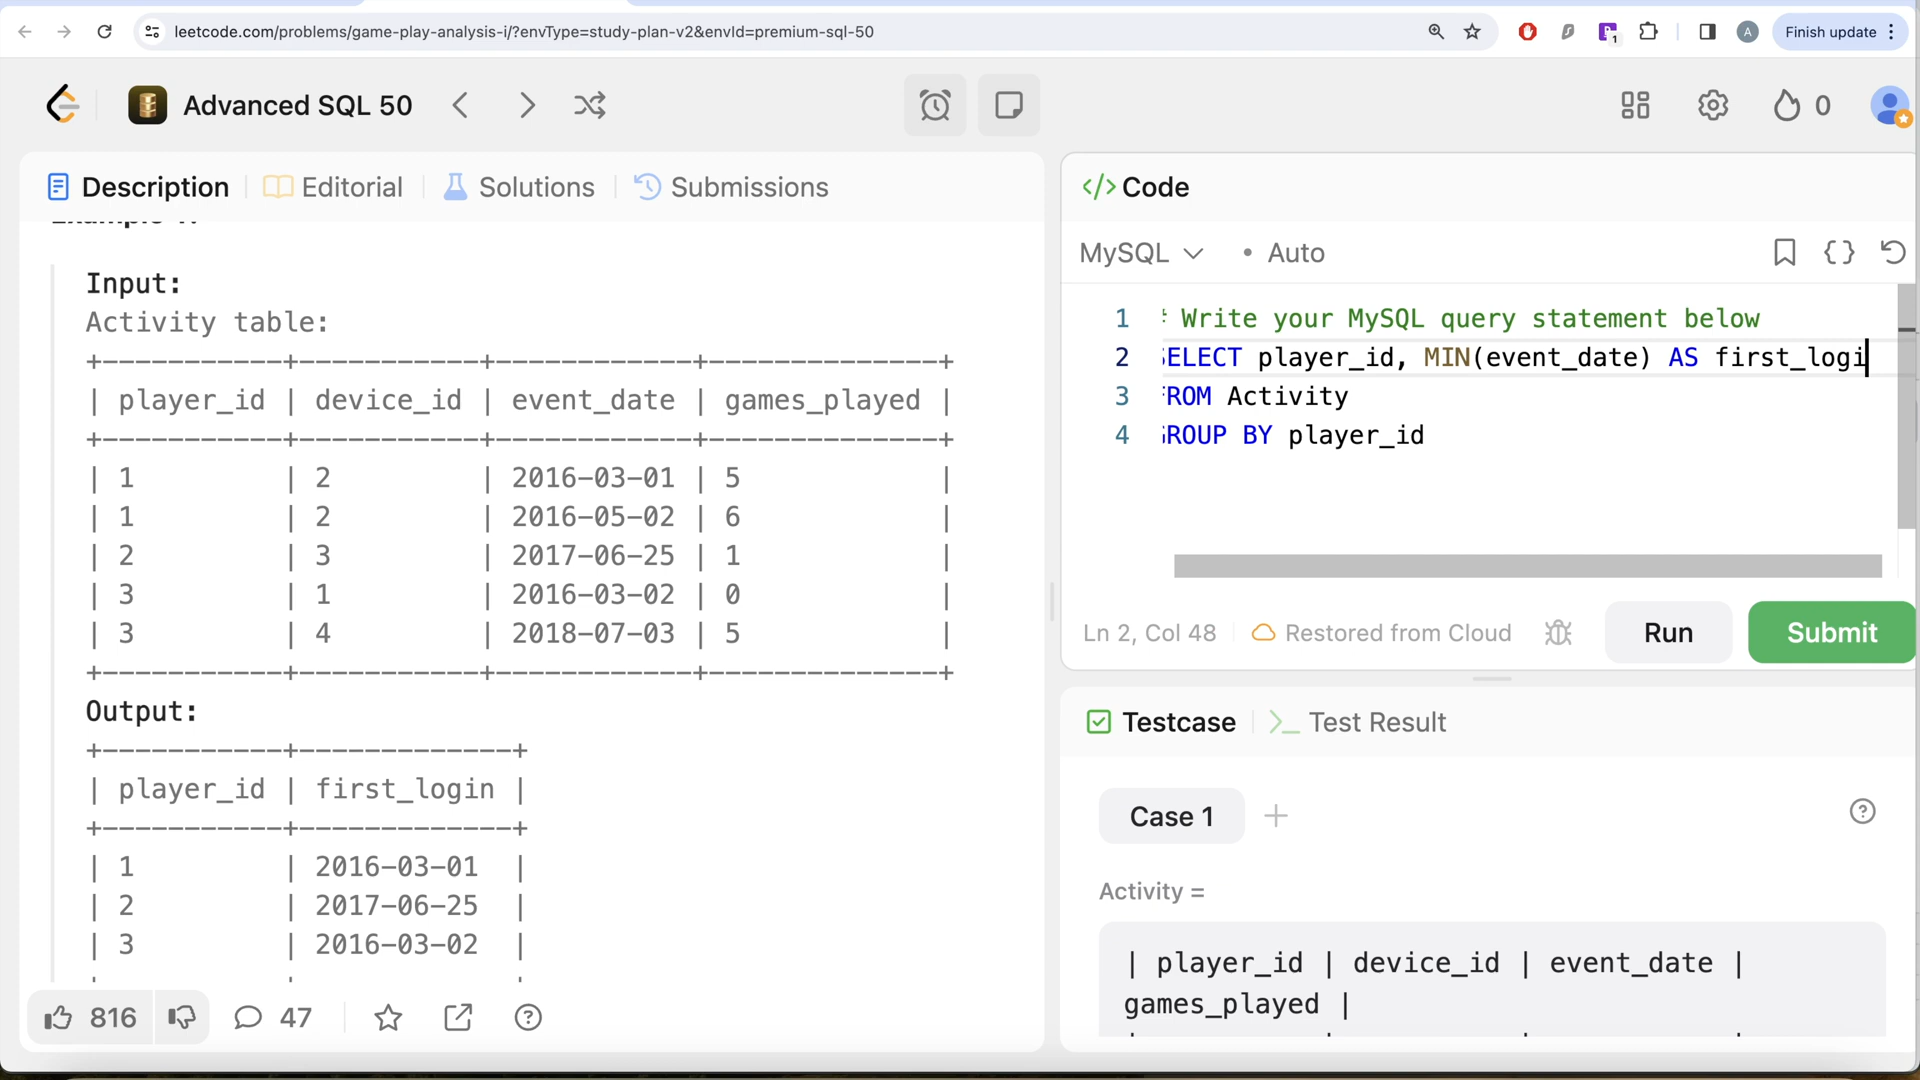 leetcode.com/problems/game-play-analysis-i/?envType=study-plan-v2&envId=premium-sql-50
1
A
Finish update
Advanced SQL 50
0
Description
Editorial
Solutions
Submissions
Input:
Activity table:
+-----------+-----------+------------+--------------+
| player_id | device_id | event_date | games_played |
+-----------+-----------+------------+--------------+
| 1         | 2         | 2016-03-01 | 5            |
| 1         | 2         | 2016-05-02 | 6            |
| 2         | 3         | 2017-06-25 | 1            |
| 3         | 1         | 2016-03-02 | 0            |
| 3         | 4         | 2018-07-03 | 5            |
+-----------+-----------+------------+--------------+
Output:
+-----------+-------------+
| player_id | first_login |
+-----------+-------------+
| 1         | 2016-03-01  |
| 2         | 2017-06-25  |
| 3         | 2016-03-02  |
816
47
</> Code
MySQL
• Auto
1 Write your MySQL query statement below
2 SELECT player_id, MIN(event_date) AS first_logi
3 FROM Activity
4 GROUP BY player_id
Ln 2, Col 48
Restored from Cloud
Run
Submit
Testcase
Test Result
Case 1
Activity =
| player_id | device_id | event_date |
games_played |